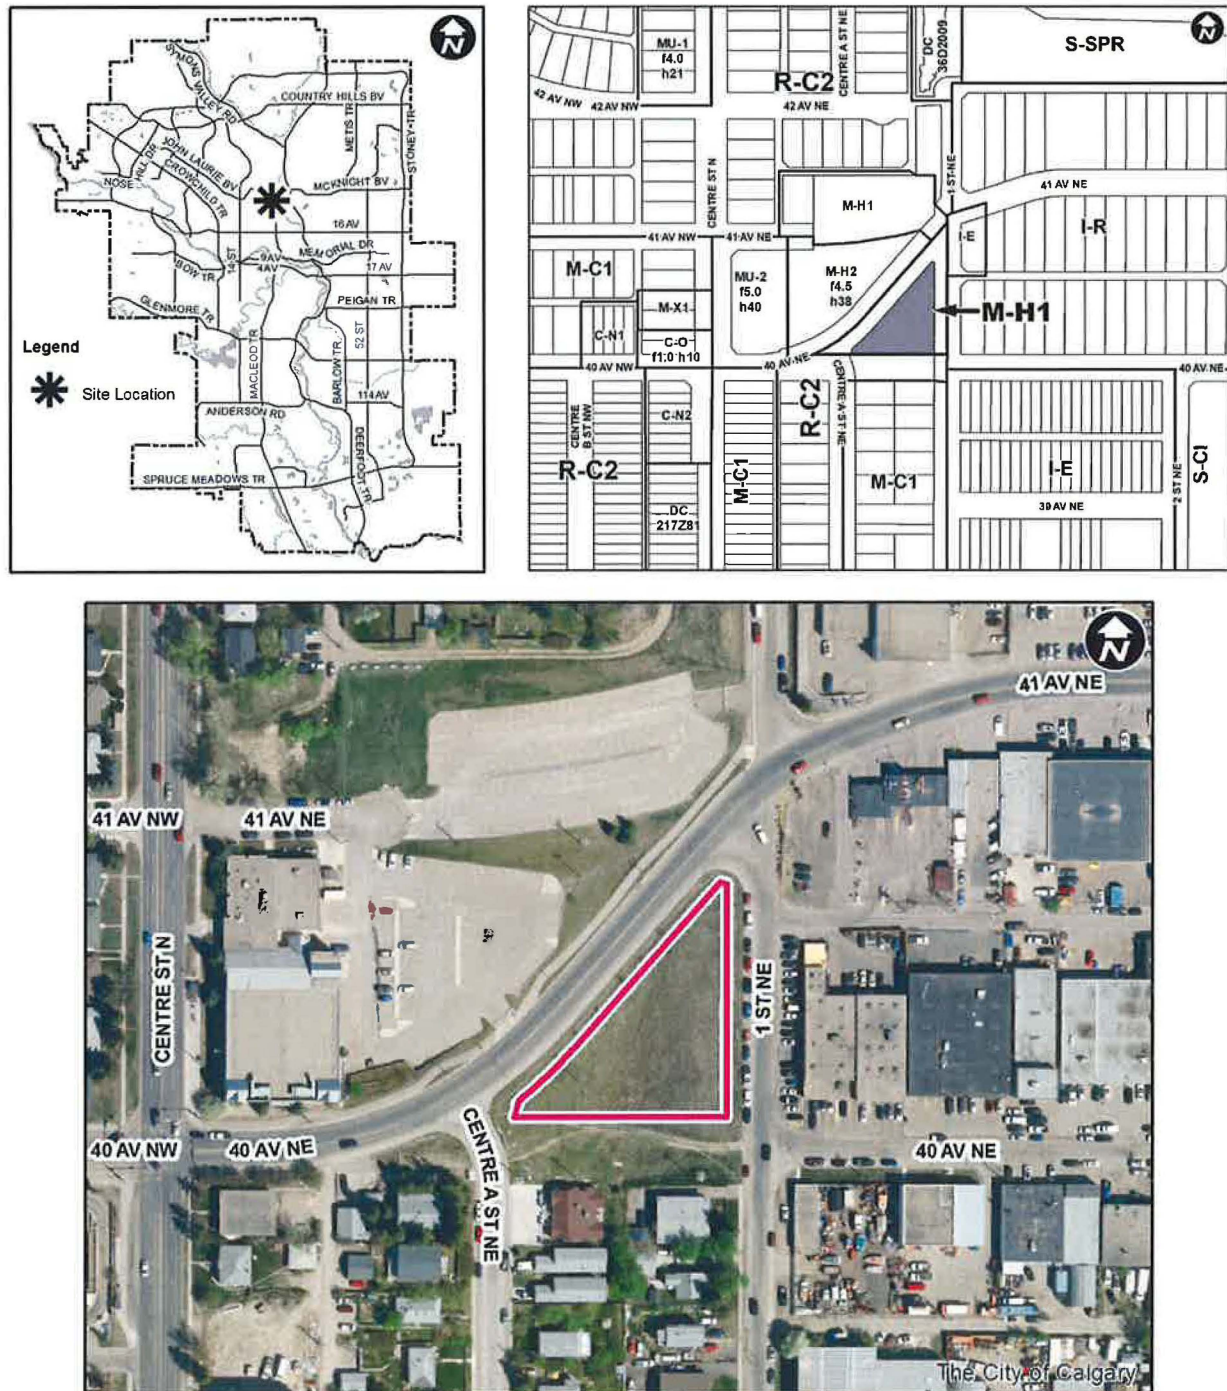 N
SYMONS VALLEY RD
COUNTRY HILLS BV
METIS TR
STONEY TR
JOHN LAURIE BV
HILL DR
NOSE
CROWCHILD TR
MCKNIGHT BV
16 AV
14 ST
9AV
4AV
MEMORIAL DR
BOW TR
17 AV
PEIGAN TR
GLENMORE TR
52 ST
MACLEOD TR
BARLOW TR
114 AV
ANDERSON RD
DEERFOOT TR
SPRUCE MEADOWS TR
Legend
Site Location
N
MU-1
f4.0
h21
R-C2
CENTRE A ST NE
DC
36D2009
S-SPR
42 AV NW
42 AV NW
42 AV NE
CENTRE ST N
1 ST NE
41 AV NE
M-H1
I-E
I-R
41 AV NW
41 AV NE
M-C1
MU-2
f5.0
h40
M-H2
f4.5
h38
M-H1
M-X1
C-N1
C-O
f1.0 h10
40 AV NW
40 AV NE
40 AV NE
CENTRE A ST NE
R-C2
CENTRE
B ST NW
C-N2
R-C2
M-C1
M-C1
I-E
2 ST NE
S-CI
DC
217Z81
39 AV NE
N
41 AV NE
41 AV NW
41 AV NE
CENTRE ST N
1 ST NE
40 AV NW
40 AV NE
CENTRE A ST NE
40 AV NE
The City of Calgary